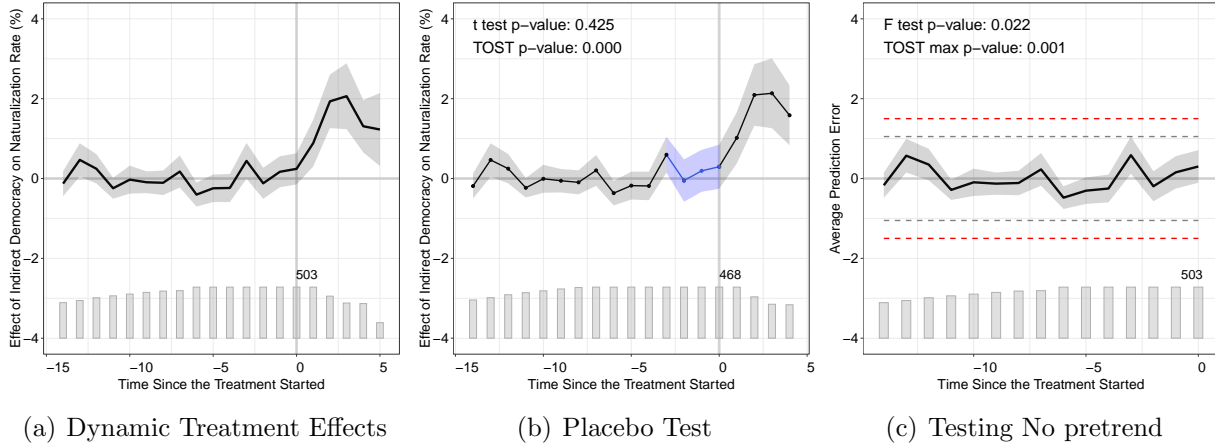 Effect of Indirect Democracy on Naturalization Rate (%)
4
2
0
−2
−4
503
−15
−10
−5
0
5
Time Since the Treatment Started
(a) Dynamic Treatment Effects
Effect of Indirect Democracy on Naturalization Rate (%)
t test p−value: 0.425
TOST p−value: 0.000
4
2
0
−2
−4
468
−15
−10
−5
0
5
Time Since the Treatment Started
(b) Placebo Test
Average Prediction Error
F test p−value: 0.022
TOST max p−value: 0.001
4
2
0
−2
−4
503
−10
−5
0
Time Since the Treatment Started
(c) Testing No pretrend